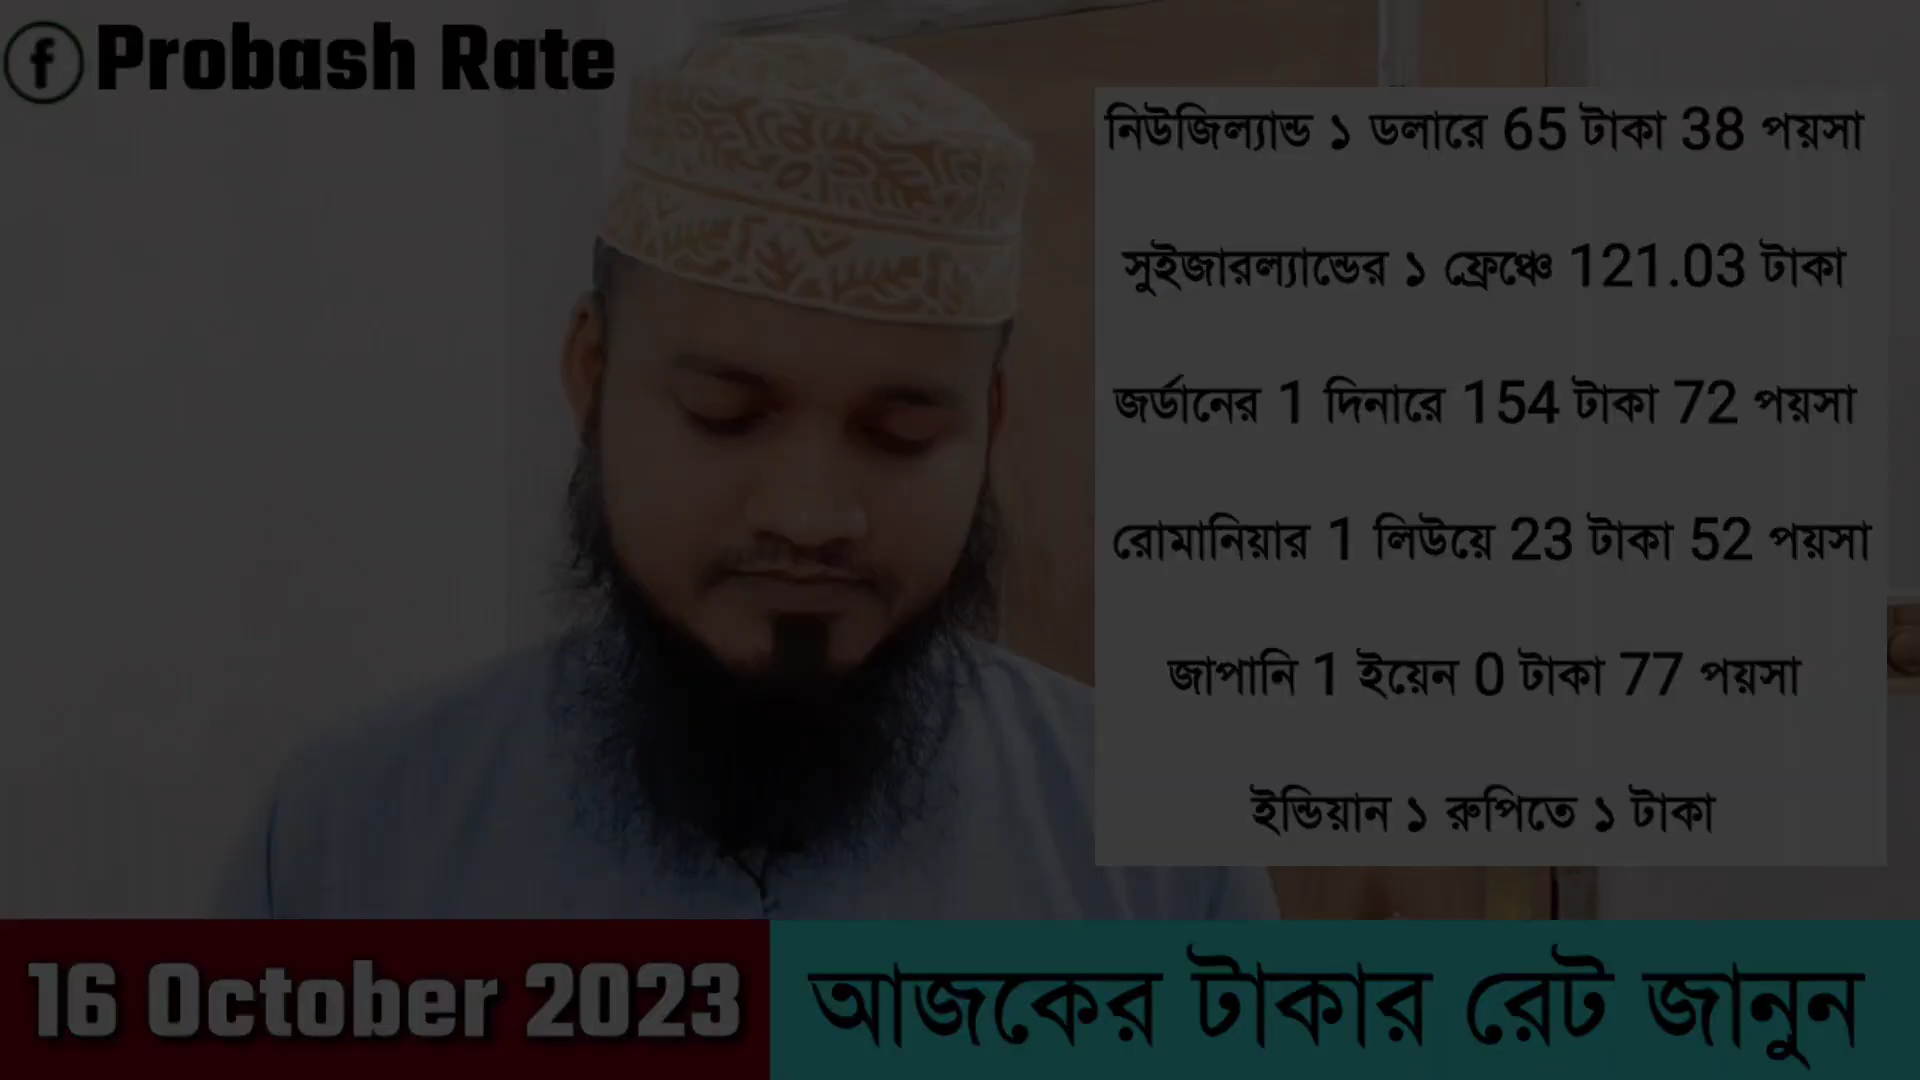 Probash Rate
নিউজিল্যান্ড ১ ডলারে 65 টাকা 38 পয়সা
সুইজারল্যান্ডের ১ ফ্রেঞ্চে 121.03 টাকা
জর্ডানের 1 দিনারে 154 টাকা 72 পয়সা
রোমানিয়ার 1 লিউয়ে 23 টাকা 52 পয়সা
জাপানি 1 ইয়েন 0 টাকা 77 পয়সা
ইন্ডিয়ান ১ রুপিতে ১ টাকা
16 October 2023
আজকের টাকার রেট জানুন